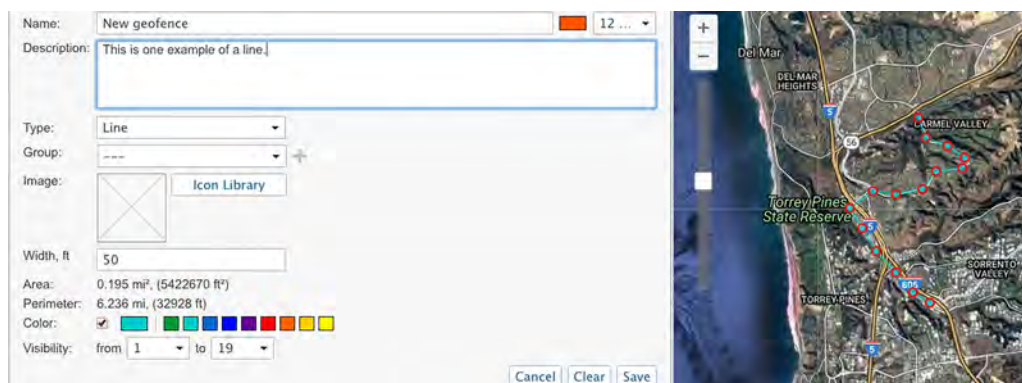 Name: New geofence 12 ...
Description: This is one example of a line.
Type: Line
Group: ---
Image: Icon Library
Width, ft 50
Area: 0.195 mi², (5422670 ft²)
Perimeter: 6.236 mi, (32928 ft)
Color:
Visibility: from 1 to 19
Cancel Clear Save
+
−
Del Mar
DEL MAR
HEIGHTS
5
CARMEL VALLEY
56
Torrey Pines
State Reserve
5
SORRENTO
VALLEY
605
TORREY PINES
5